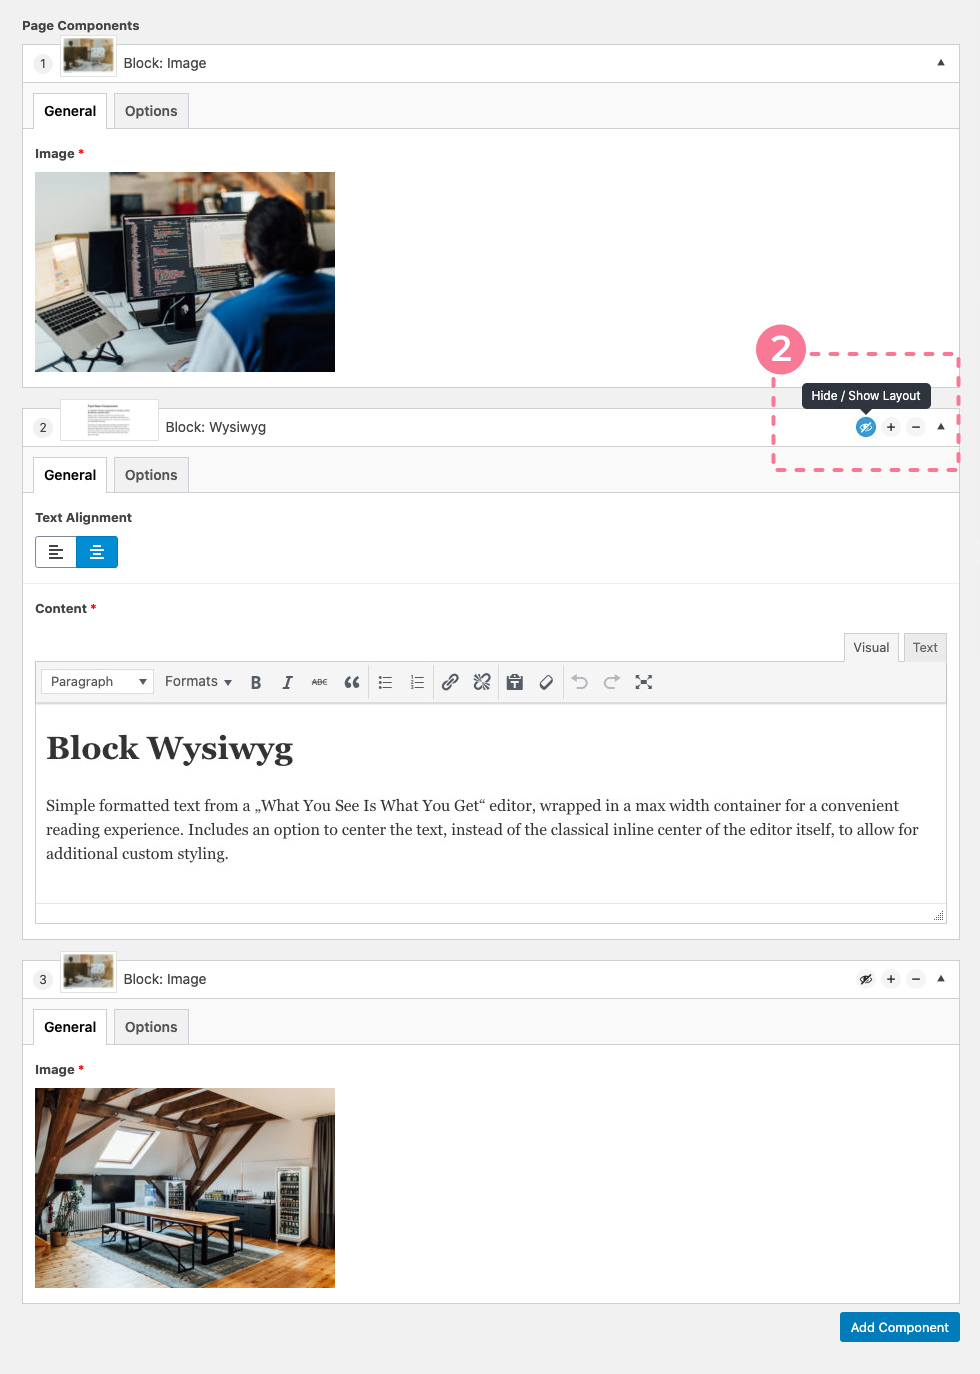 Page Components
1 Block: Image
General Options
Image *
2
Hide / Show Layout
2 Block: Wysiwyg
General Options
Text Alignment
Content *
Visual Text
Paragraph Formats B I ABC
Block Wysiwyg
Simple formatted text from a „What You See Is What You Get“ editor, wrapped in a max width container for a convenient
reading experience. Includes an option to center the text, instead of the classical inline center of the editor itself, to allow for
additional custom styling.
3 Block: Image
General Options
Image *
Add Component